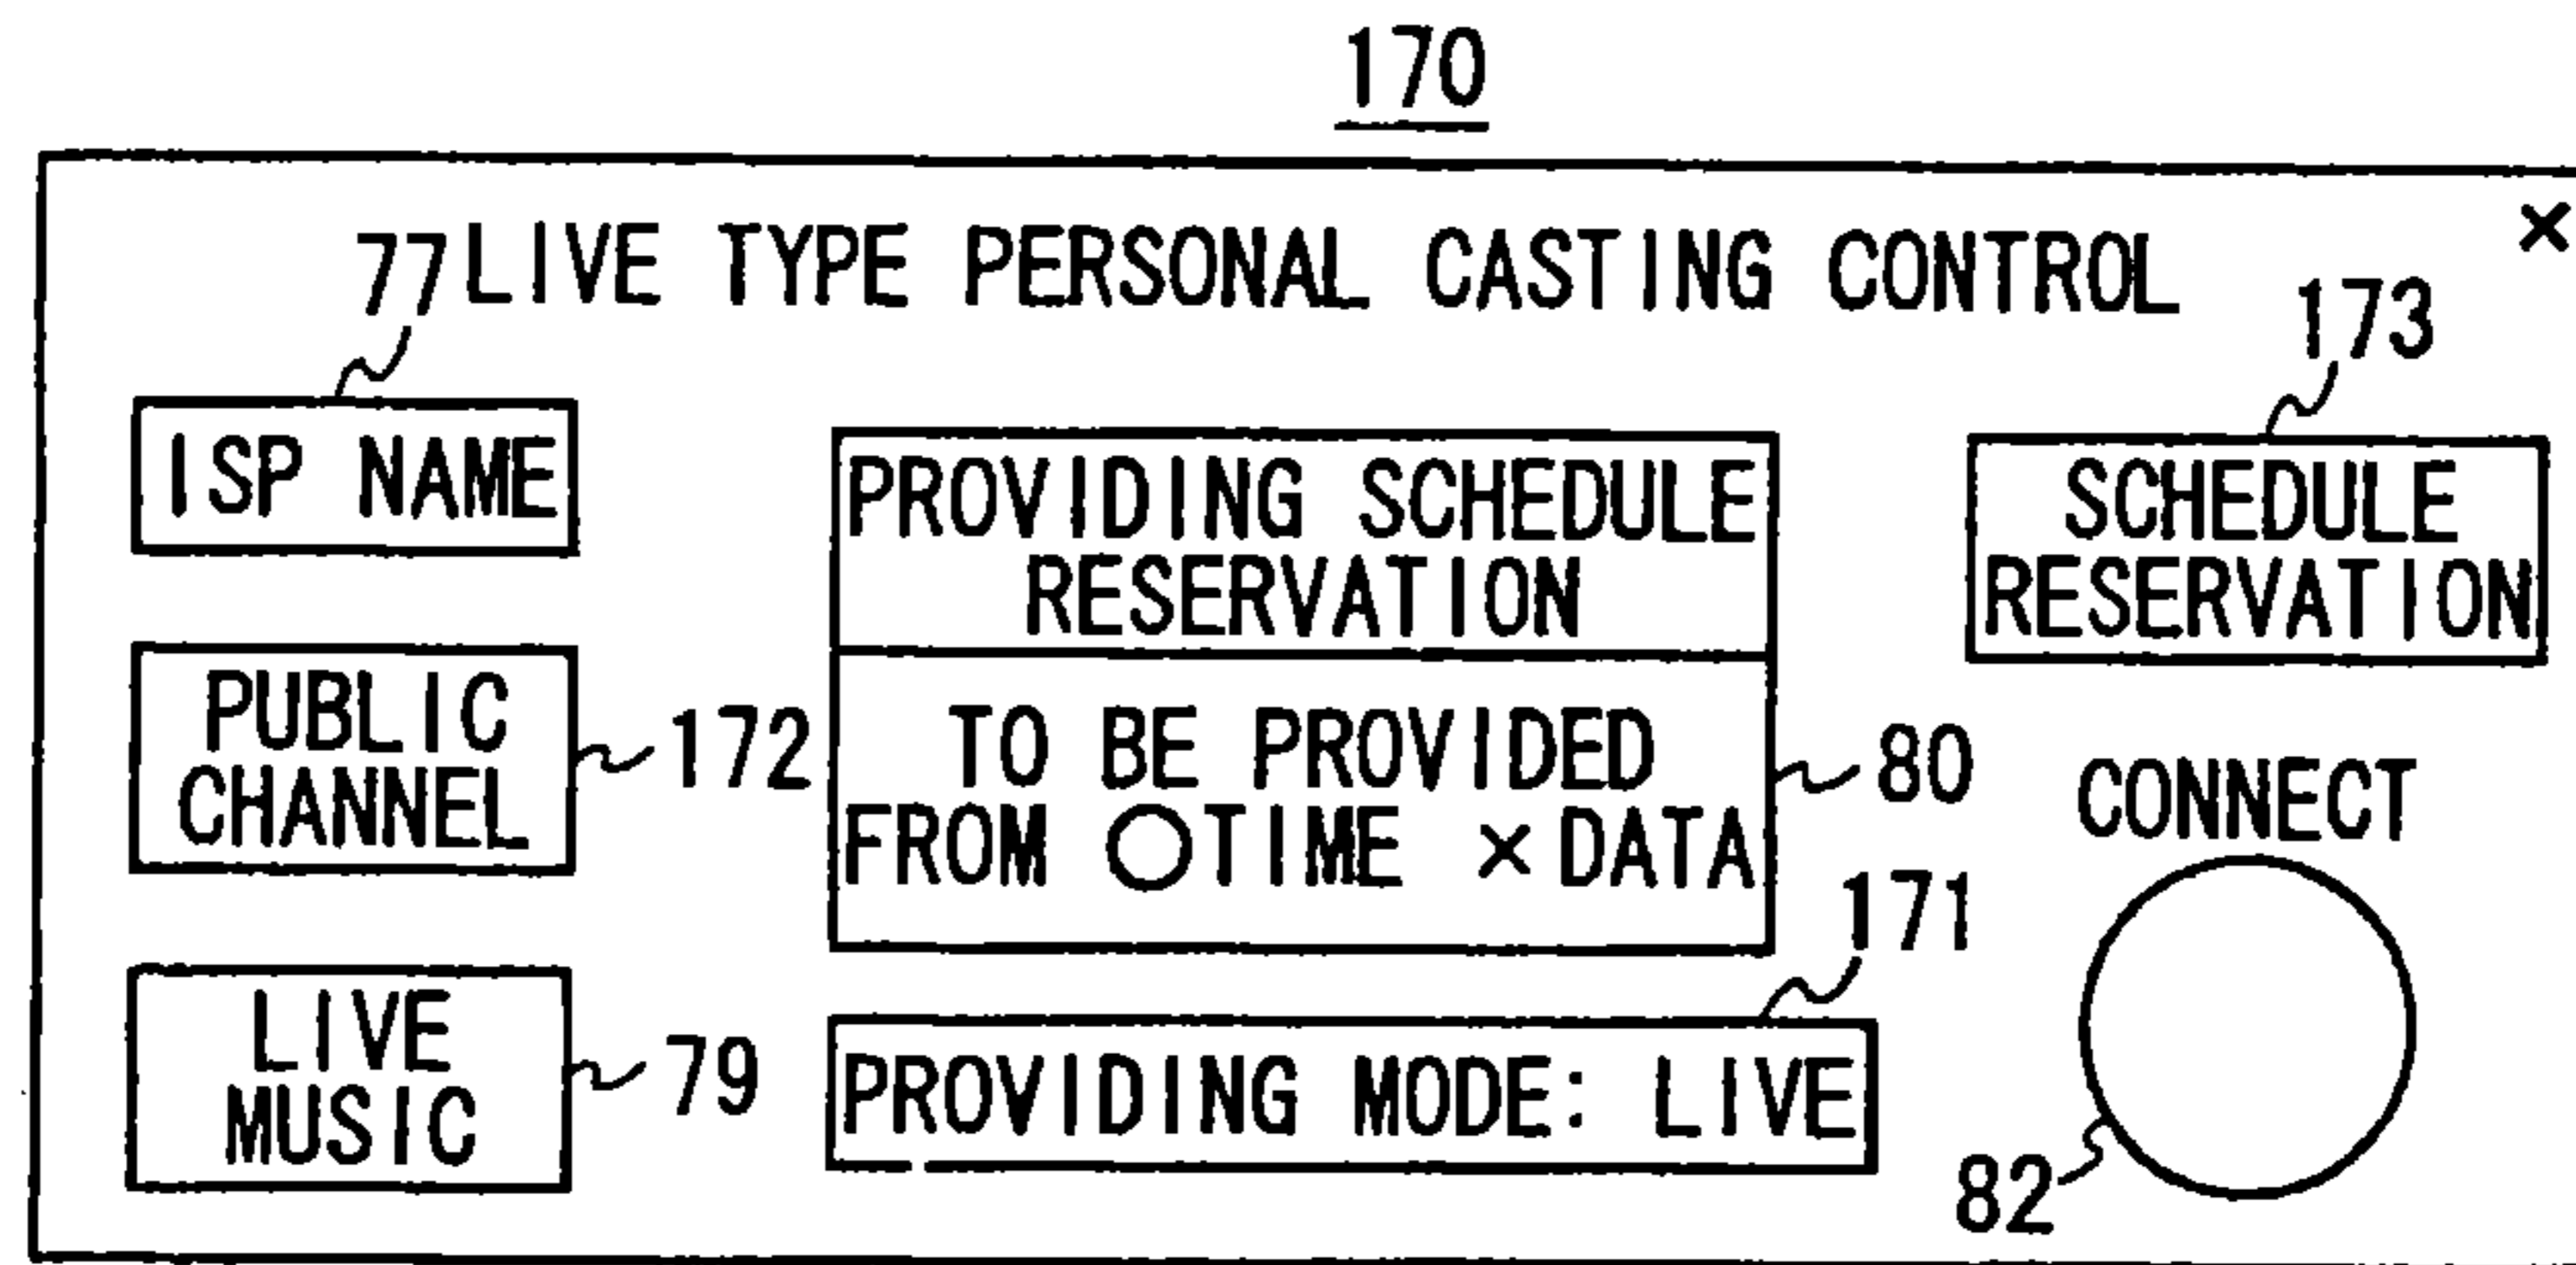 170
LIVE TYPE PERSONAL CASTING CONTROL ×
77
173
ISP NAME
PROVIDING SCHEDULE
RESERVATION
SCHEDULE
RESERVATION
PUBLIC
CHANNEL
172
TO BE PROVIDED
FROM ○TIME ×DATA
80
CONNECT
171
LIVE
MUSIC
79
PROVIDING MODE: LIVE
82